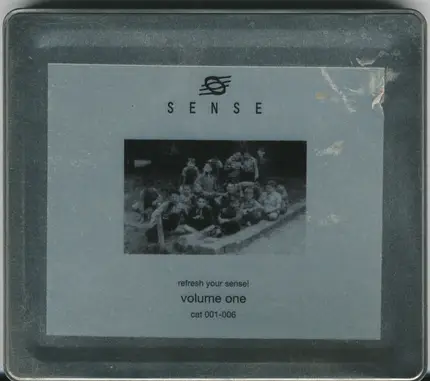 SENSE
refresh your sense!
volume one
cat 001-006